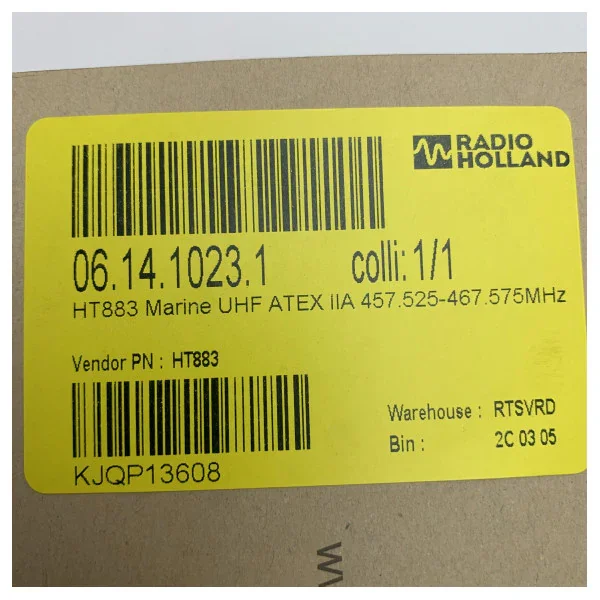 RADIO
HOLLAND
06.14.1023.1 colli: 1/1
HT883 Marine UHF ATEX IIA 457.525-467.575MHz
Vendor PN : HT883
Warehouse : RTSVRD
Bin : 2C 03 05
KJQP13608
W